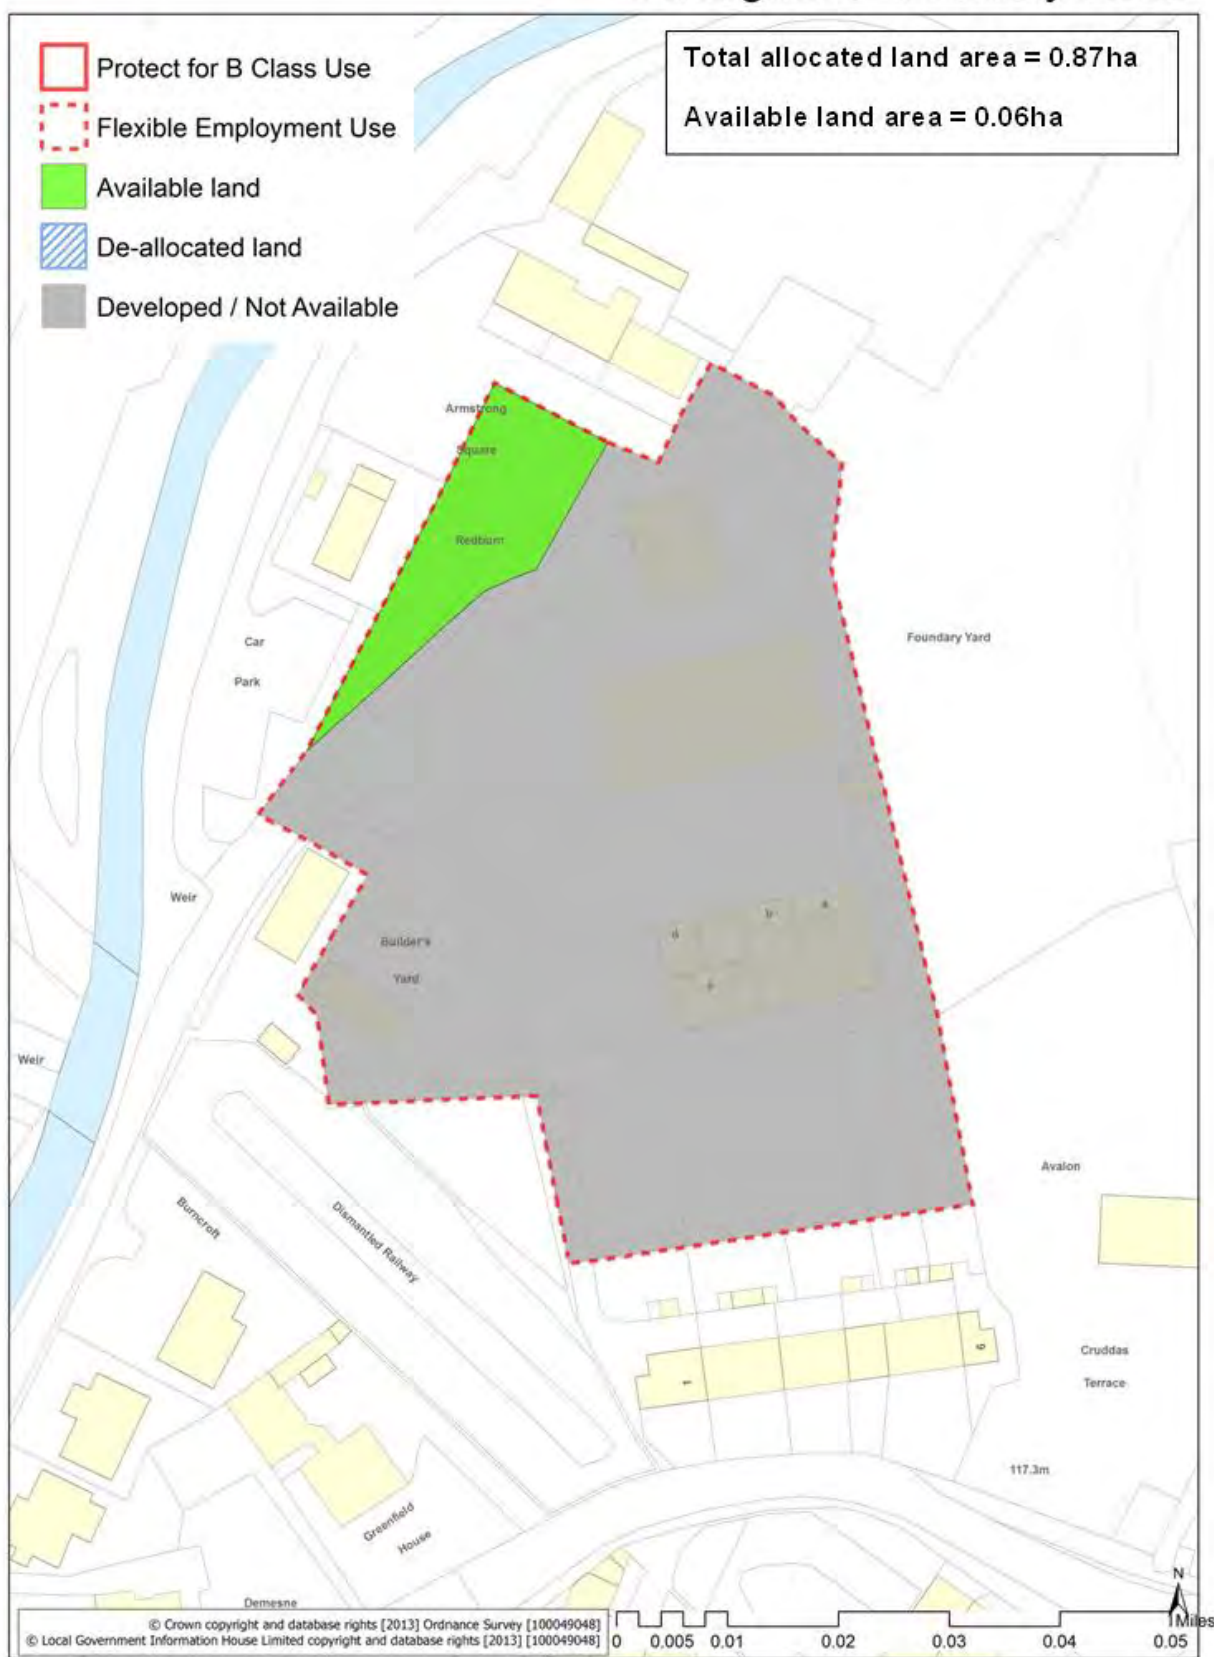 Protect for B Class Use
Flexible Employment Use
Available land
De-allocated land
Developed / Not Available
Total allocated land area = 0.87ha
Available land area = 0.06ha
Armstrong
Square
Redburn
Car
Park
Foundary Yard
Weir
Builder's
Yard
d
b
a
Weir
Avalon
Burncroft
Dismantled Railway
1
6
Cruddas
Terrace
117.3m
Greenfield
House
Demesne
N
© Crown copyright and database rights [2013] Ordnance Survey [100049048]
© Local Government Information House Limited copyright and database rights [2013] [100049048]
Miles
0 0.005 0.01 0.02 0.03 0.04 0.05